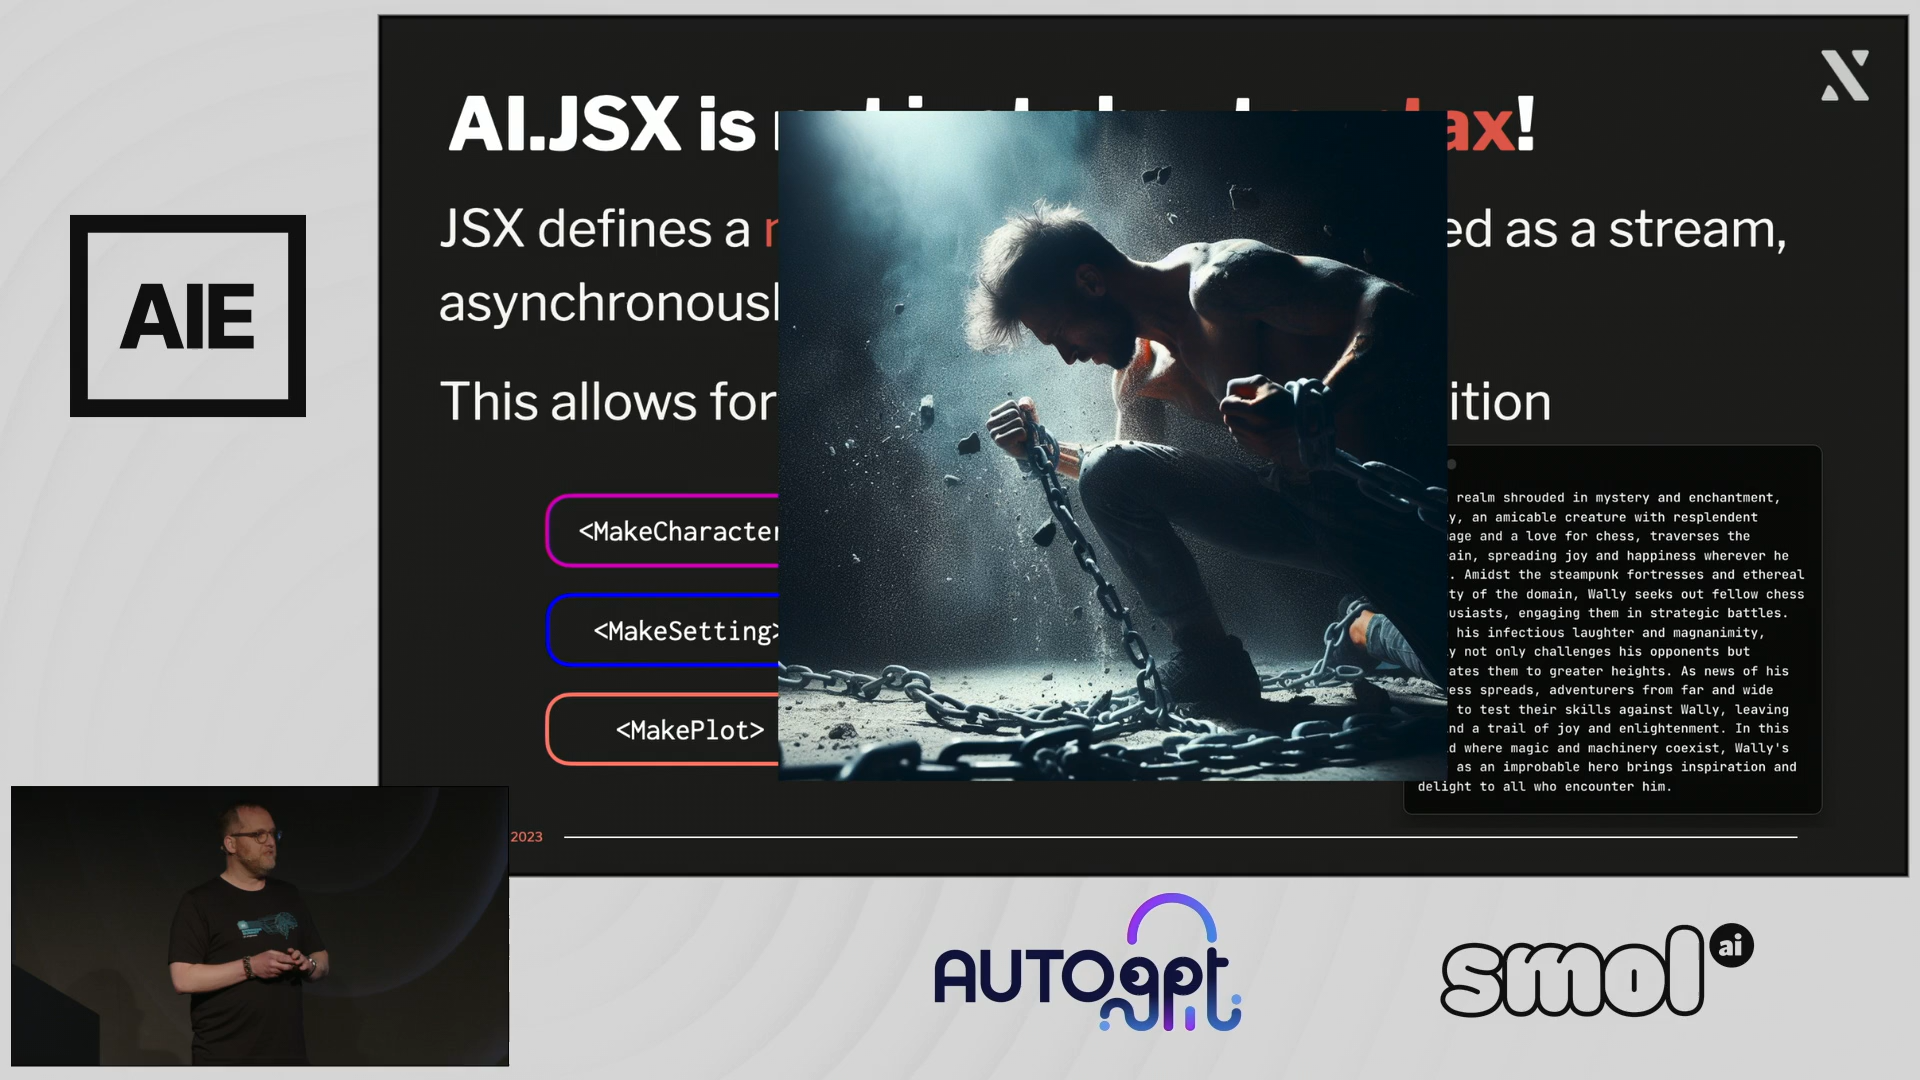 AI.JSX is
ax!
JSX defines a
ed as a stream,
asynchronousl
This allows for
ition
<MakeCharacter
<MakeSetting>
<MakePlot>
realm shrouded in mystery and enchantment,
y, an amicable creature with resplendent
age and a love for chess, traverses the
ain, spreading joy and happiness wherever he
. Amidst the steampunk fortresses and ethereal
ty of the domain, Wally seeks out fellow chess
usiasts, engaging them in strategic battles.
his infectious laughter and magnanimity,
y not only challenges his opponents but
ates them to greater heights. As news of his
ess spreads, adventurers from far and wide
to test their skills against Wally, leaving
nd a trail of joy and enlightenment. In this
d where magic and machinery coexist, Wally's
as an improbable hero brings inspiration and
delight to all who encounter him.
2023
AIE
AUTOgpt
smol ai